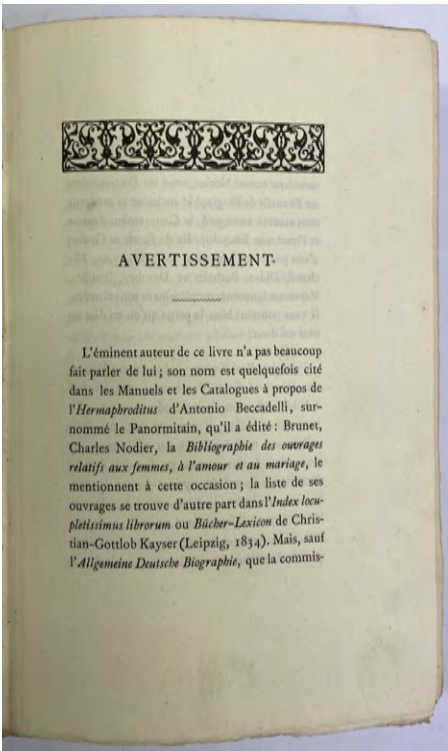 AVERTISSEMENT
L'éminent auteur de ce livre n'a pas beaucoup
fait parler de lui ; son nom est quelquefois cité
dans les Manuels et les Catalogues à propos de
l'Hermaphroditus d'Antonio Beccadelli, sur-
nommé le Panormitain, qu'il a édité : Brunet,
Charles Nodier, la Bibliographie des ouvrages
relatifs aux femmes, à l'amour et au mariage, le
mentionnent à cette occasion ; la liste de ses
ouvrages se trouve d'autre part dans l'Index locu-
pletissimus librorum ou Bücher-Lexicon de Chris-
tian-Gottlob Kayser (Leipzig, 1834). Mais, sauf
l'Allgemeine Deutsche Biographie, que la commis-